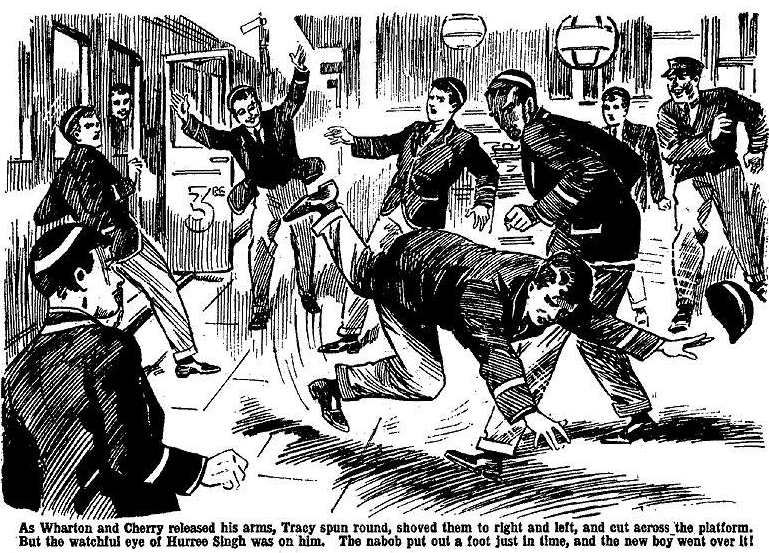 3RS
As Wharton and Cherry released his arms, Tracy spun round, shoved them to right and left, and cut across the platform.
But the watchful eye of Hurree Singh was on him. The nabob put out a foot just in time, and the new boy went over it!